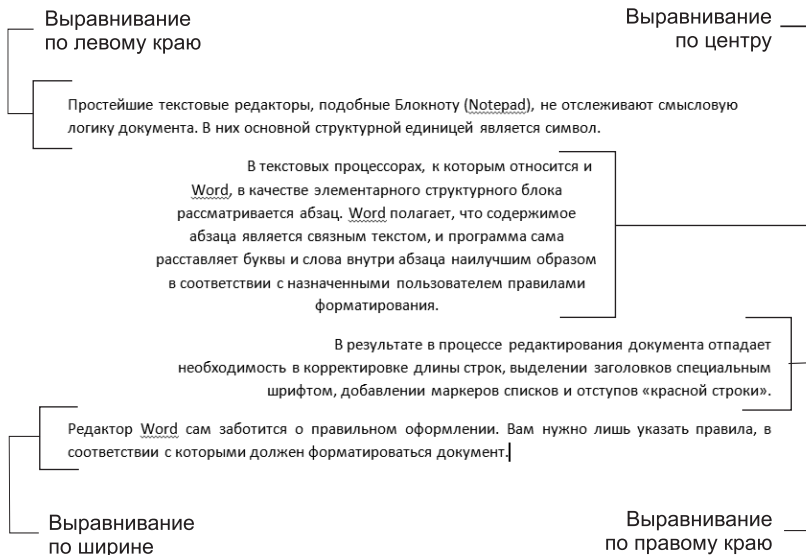 Выравнивание
по левому краю
Выравнивание
по центру
Простейшие текстовые редакторы, подобные Блокноту (Notepad), не отслеживают смысловую
логику документа. В них основной структурной единицей является символ.
В текстовых процессорах, к которым относится и
Word, в качестве элементарного структурного блока
рассматривается абзац. Word полагает, что содержимое
абзаца является связным текстом, и программа сама
расставляет буквы и слова внутри абзаца наилучшим образом
в соответствии с назначенными пользователем правилами
форматирования.
В результате в процессе редактирования документа отпадает
необходимость в корректировке длины строк, выделении заголовков специальным
шрифтом, добавлении маркеров списков и отступов «красной строки».
Редактор Word сам заботится о правильном оформлении. Вам нужно лишь указать правила, в
соответствии с которыми должен форматироваться документ.
Выравнивание
по ширине
Выравнивание
по правому краю